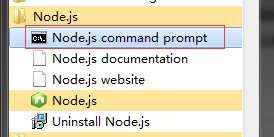 Node.js
Node.js command prompt
Node.js documentation
Node.js website
Node.js
Uninstall Node.js